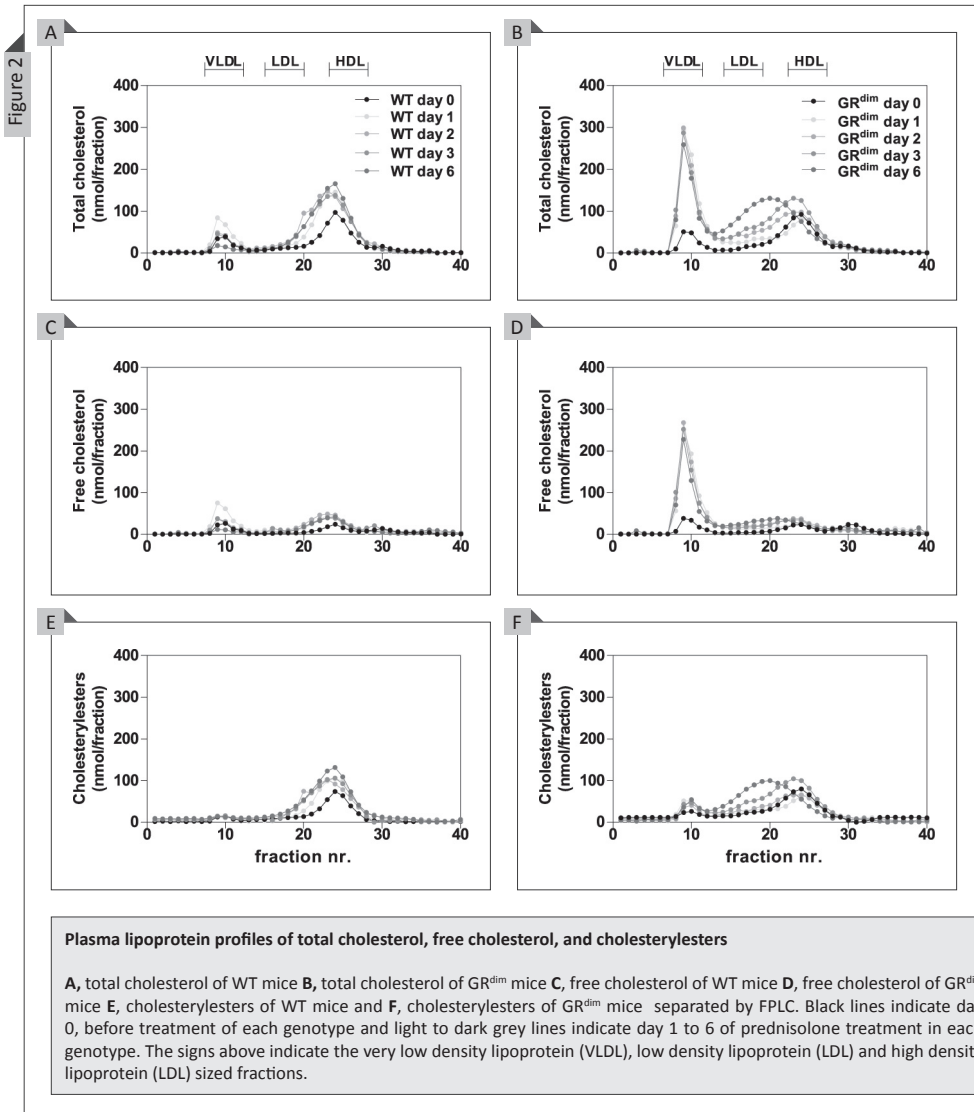 Figure 2
A
VLDL LDL HDL
Total cholesterol
(nmol/fraction)
400
300
200
100
0
0 10 20 30 40
WT day 0
WT day 1
WT day 2
WT day 3
WT day 6
B
VLDL LDL HDL
Total cholesterol
(nmol/fraction)
400
300
200
100
0
0 10 20 30 40
GRdim day 0
GRdim day 1
GRdim day 2
GRdim day 3
GRdim day 6
C
Free cholesterol
(nmol/fraction)
400
300
200
100
0
0 10 20 30 40
D
Free cholesterol
(nmol/fraction)
400
300
200
100
0
0 10 20 30 40
E
Cholesterylesters
(nmol/fraction)
400
300
200
100
0
0 10 20 30 40
fraction nr.
F
Cholesterylesters
(nmol/fraction)
400
300
200
100
0
0 10 20 30 40
fraction nr.
Plasma lipoprotein profiles of total cholesterol, free cholesterol, and cholesterylesters
A, total cholesterol of WT mice B, total cholesterol of GRdim mice C, free cholesterol of WT mice D, free cholesterol of GRdi
mice E, cholesterylesters of WT mice and F, cholesterylesters of GRdim mice separated by FPLC. Black lines indicate da
0, before treatment of each genotype and light to dark grey lines indicate day 1 to 6 of prednisolone treatment in eac
genotype. The signs above indicate the very low density lipoprotein (VLDL), low density lipoprotein (LDL) and high densit
lipoprotein (LDL) sized fractions.